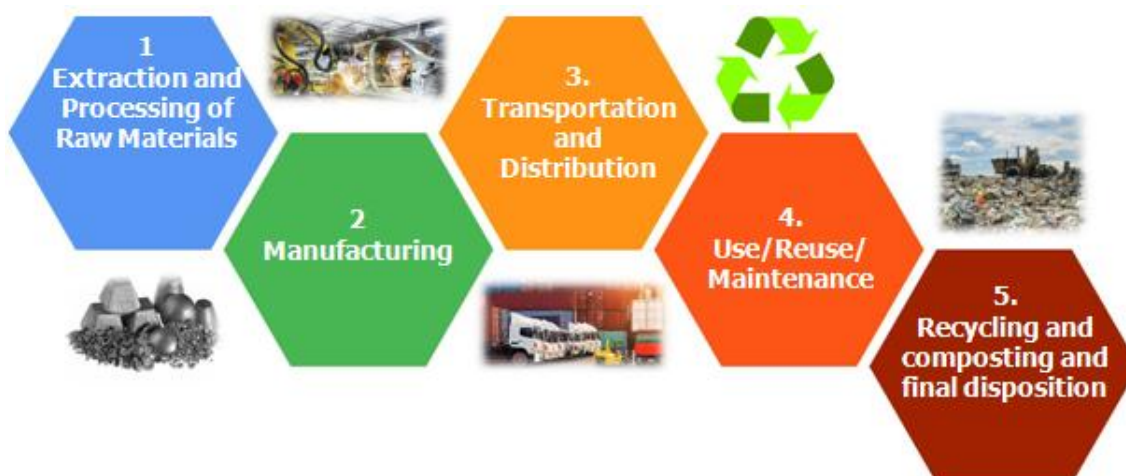 1
Extraction and
Processing of
Raw Materials
2
Manufacturing
3.
Transportation
and
Distribution
4.
Use/Reuse/
Maintenance
5.
Recycling and
composting and
final disposition